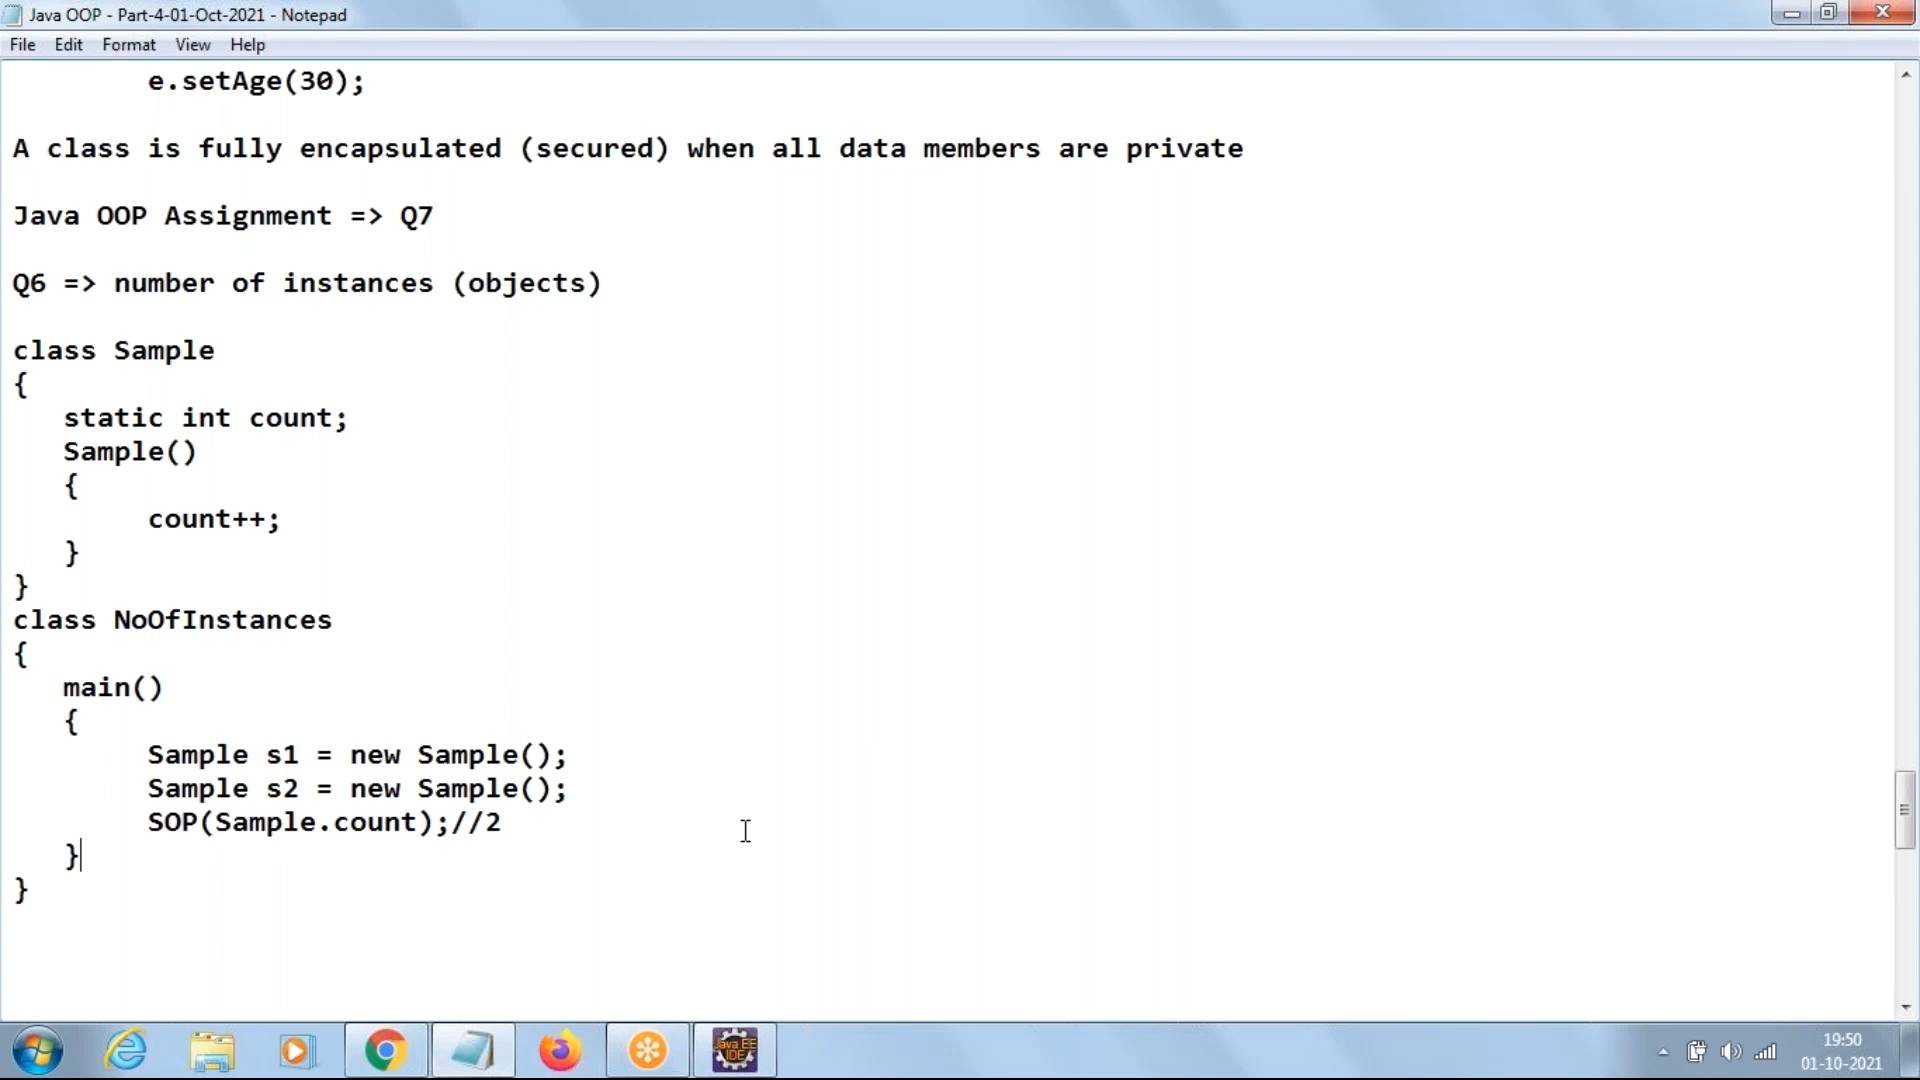 Java OOP - Part-4-01-Oct-2021 - Notepad
File Edit Format View Help
e.setAge(30);
A class is fully encapsulated (secured) when all data members are private
Java OOP Assignment => Q7
Q6 => number of instances (objects)
class Sample
{
static int count;
Sample()
{
count++;
}
}
class NoOfInstances
{
main()
{
Sample s1 = new Sample();
Sample s2 = new Sample();
SOP(Sample.count);//2
}
}
Java EE
IDE
19:50
01-10-2021